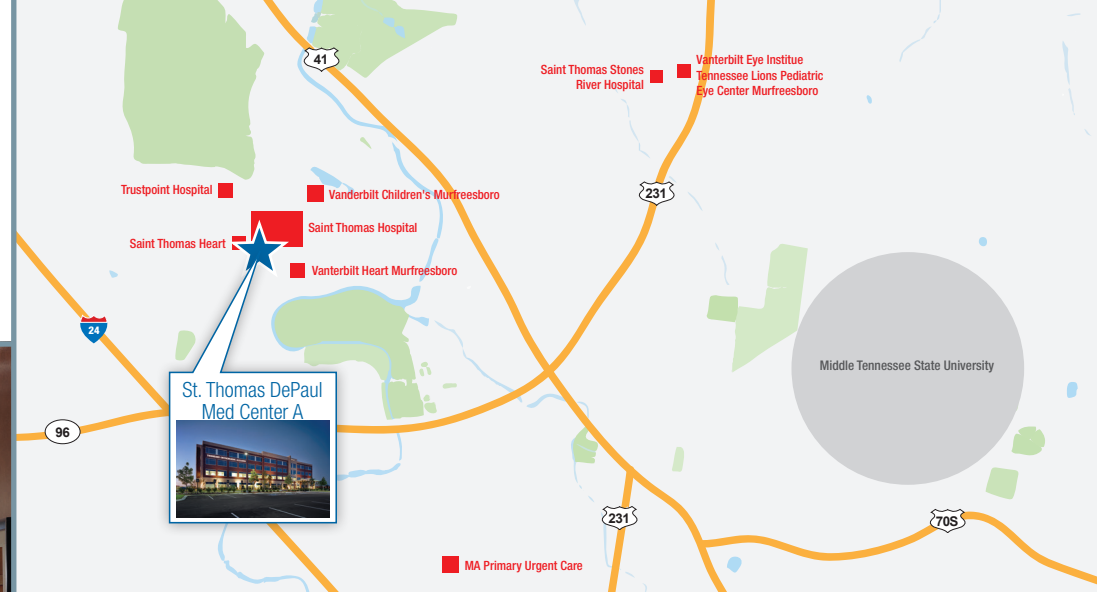 41
Saint Thomas Stones
River Hospital
Vanterbilt Eye Institue
Tennessee Lions Pediatric
Eye Center Murfreesboro
Trustpoint Hospital
Vanderbilt Children's Murfreesboro
231
Saint Thomas Hospital
Saint Thomas Heart
Vanterbilt Heart Murfreesboro
24
Middle Tennessee State University
St. Thomas DePaul
Med Center A
96
231
70S
MA Primary Urgent Care